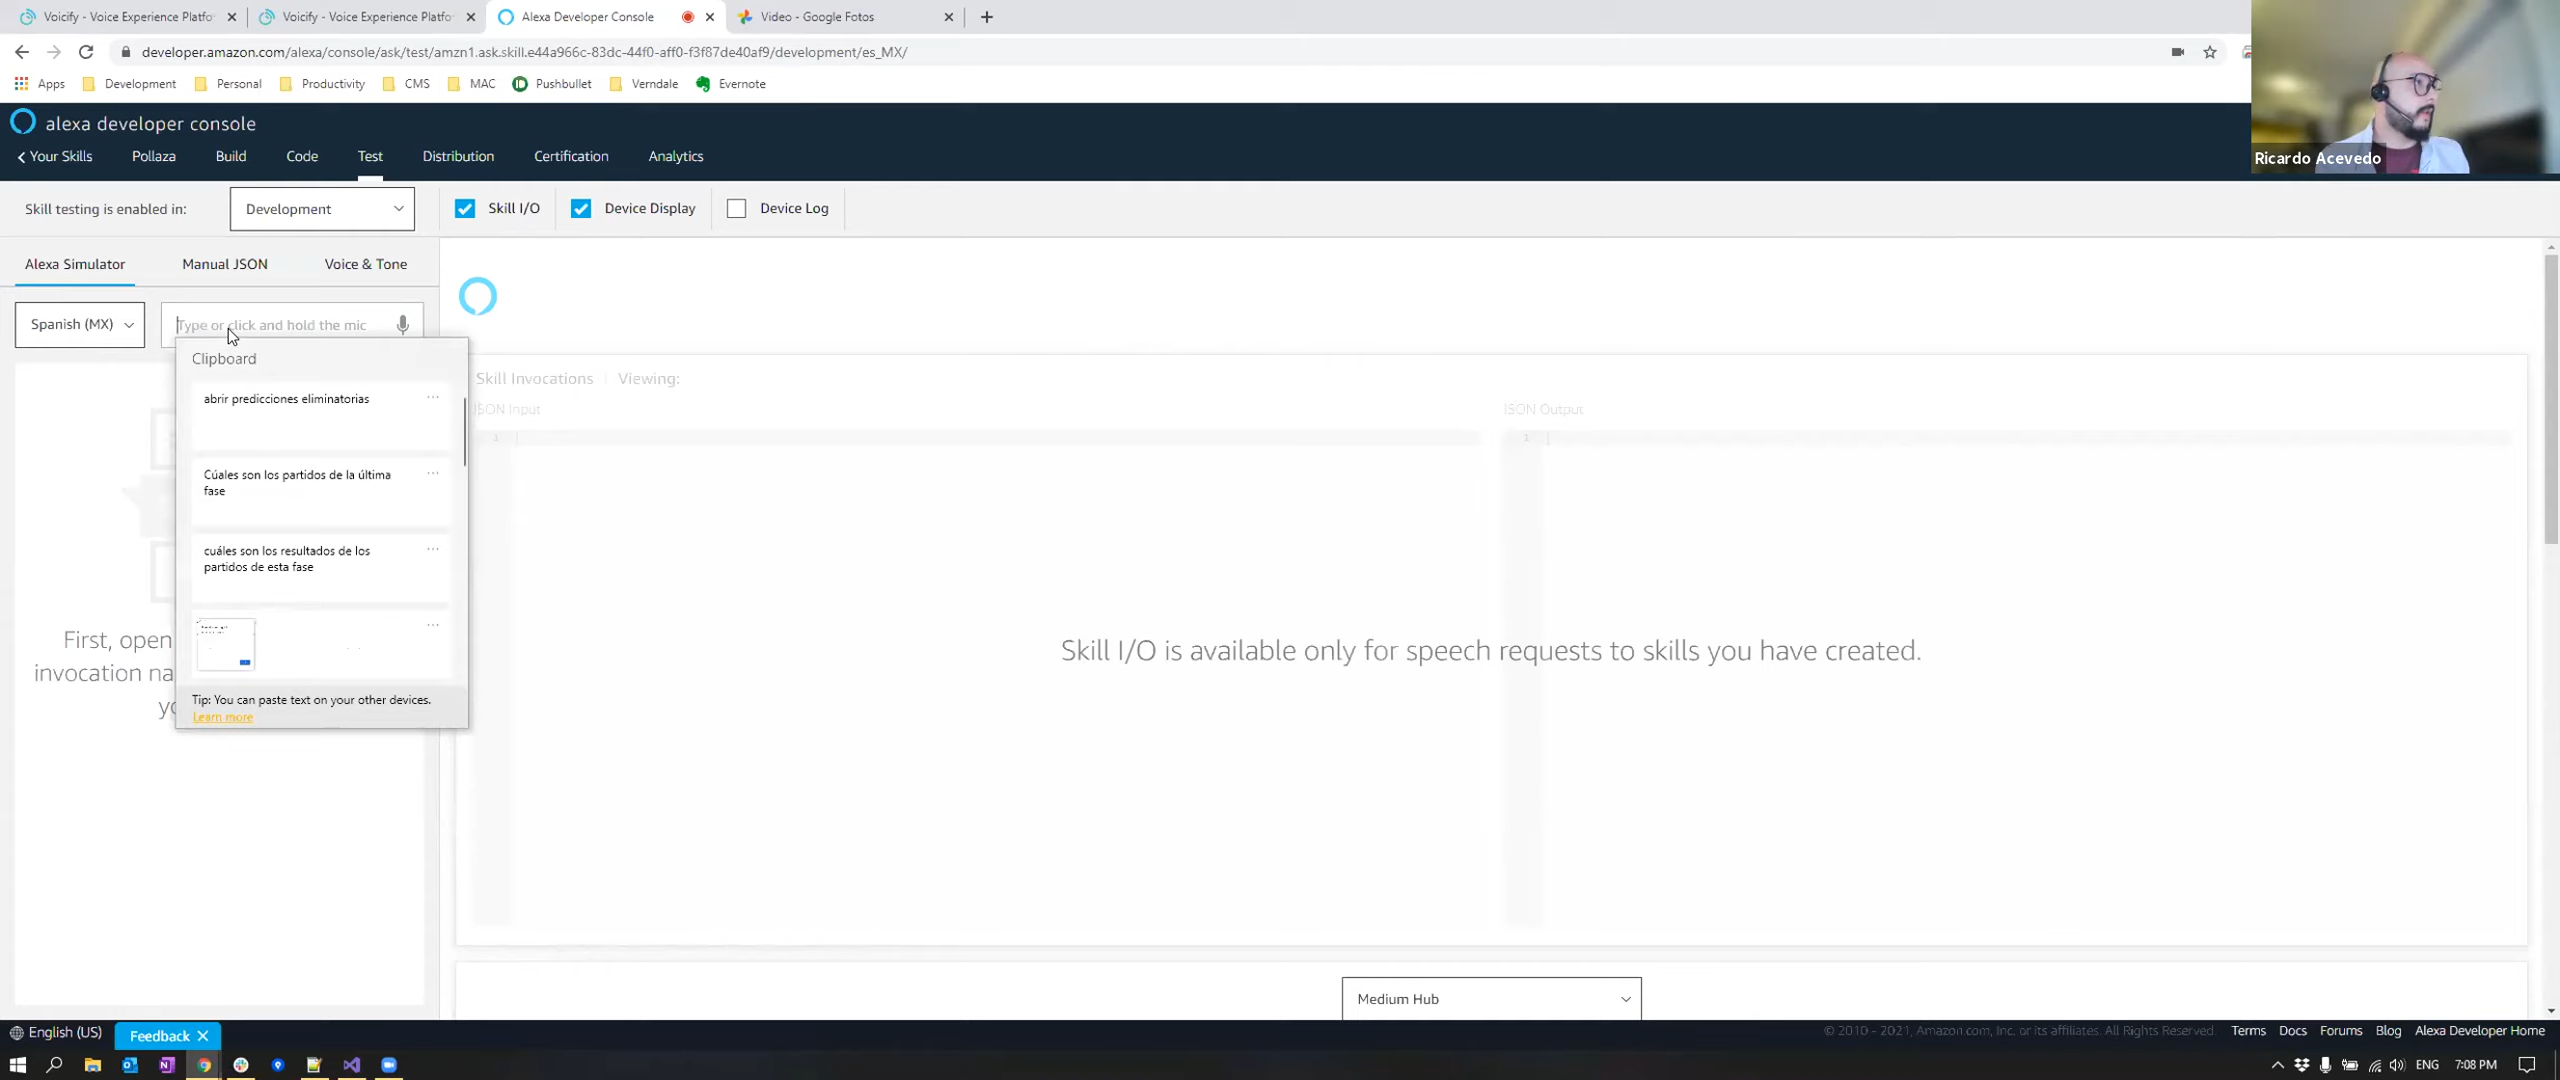 Voicify - Voice Experience Platfo
Voicify - Voice Experience Platfo
Alexa Developer Console
Video - Google Fotos
developer.amazon.com/alexa/console/ask/test/amzn1.ask.skill.e44a966c-83dc-44f0-aff0-f3f87de40af9/development/es_MX/
Apps
Development
Personal
Productivity
CMS
MAC
Pushbullet
Verndale
Evernote
alexa developer console
Your Skills
Pollaza
Build
Code
Test
Distribution
Certification
Analytics
Ricardo Acevedo
Skill testing is enabled in:
Development
Skill I/O
Device Display
Device Log
Alexa Simulator
Manual JSON
Voice & Tone
Spanish (MX)
Type or click and hold the mic
Clipboard
abrir predicciones eliminatorias
Cúales son los partidos de la última
fase
cuáles son los resultados de los
partidos de esta fase
Tip: You can paste text on your other devices.
Learn more
First, open
invocation na
yo
Skill Invocations
Viewing:
JSON Input
1
JSON Output
1
Skill I/O is available only for speech requests to skills you have created.
Medium Hub
English (US)
Feedback
© 2010 - 2021, Amazon.com, Inc. or its affiliates. All Rights Reserved.
Terms
Docs
Forums
Blog
Alexa Developer Home
ENG
7:08 PM